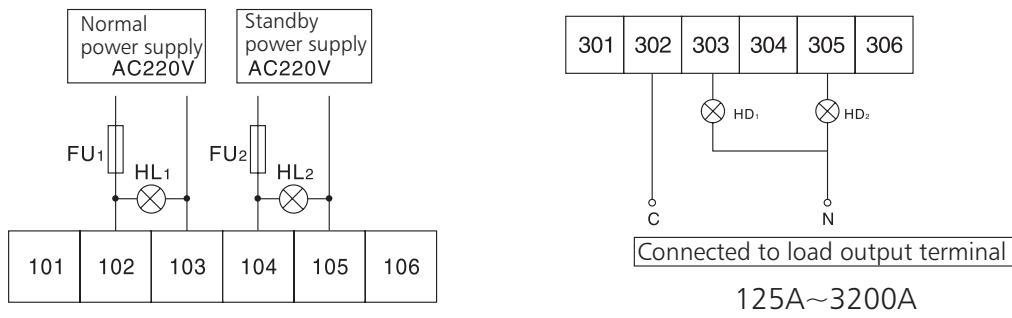 Normal
power supply
AC220V
Standby
power supply
AC220V
FU1
HL1
FU2
HL2
101 102 103 104 105 106
301 302 303 304 305 306
HD1
HD2
C
N
Connected to load output terminal
125A~3200A